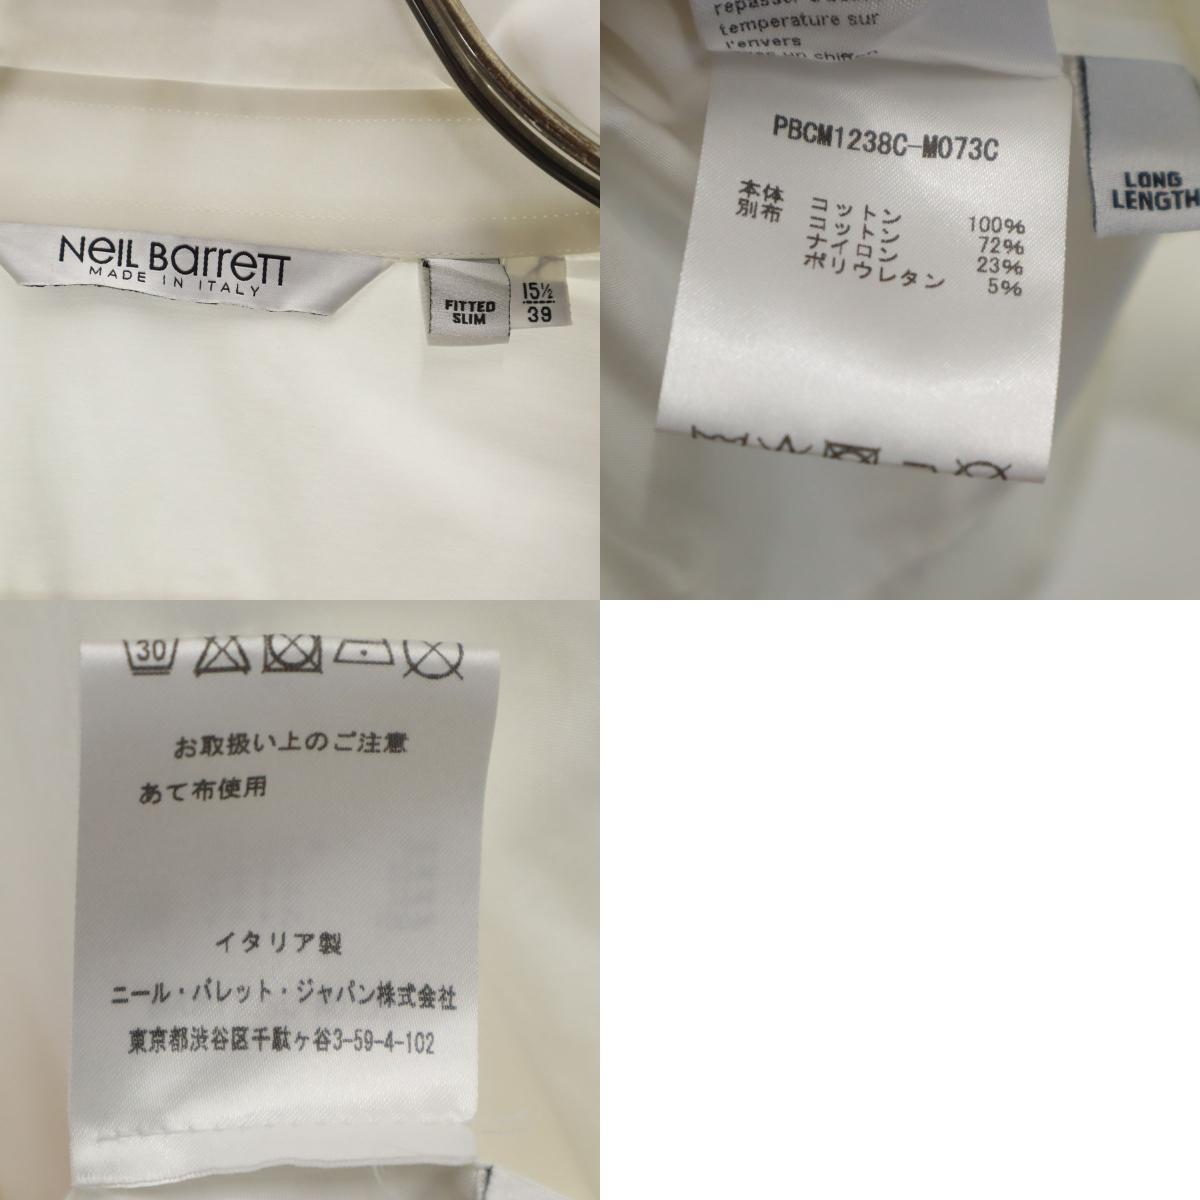 NEIL BARRETT
MADE IN ITALY
FITTED
SLIM
15½
39
repasser
temperature sur
l'envers
un chiffon
PBCM1238C-M073C
本体 コットン 100%
別布 コットン 72%
ナイロン 23%
ポリウレタン 5%
LONG
LENGTH
30
お取扱い上のご注意
あて布使用
イタリア製
ニール・バレット・ジャパン株式会社
東京都渋谷区千駄ヶ谷3-59-4-102